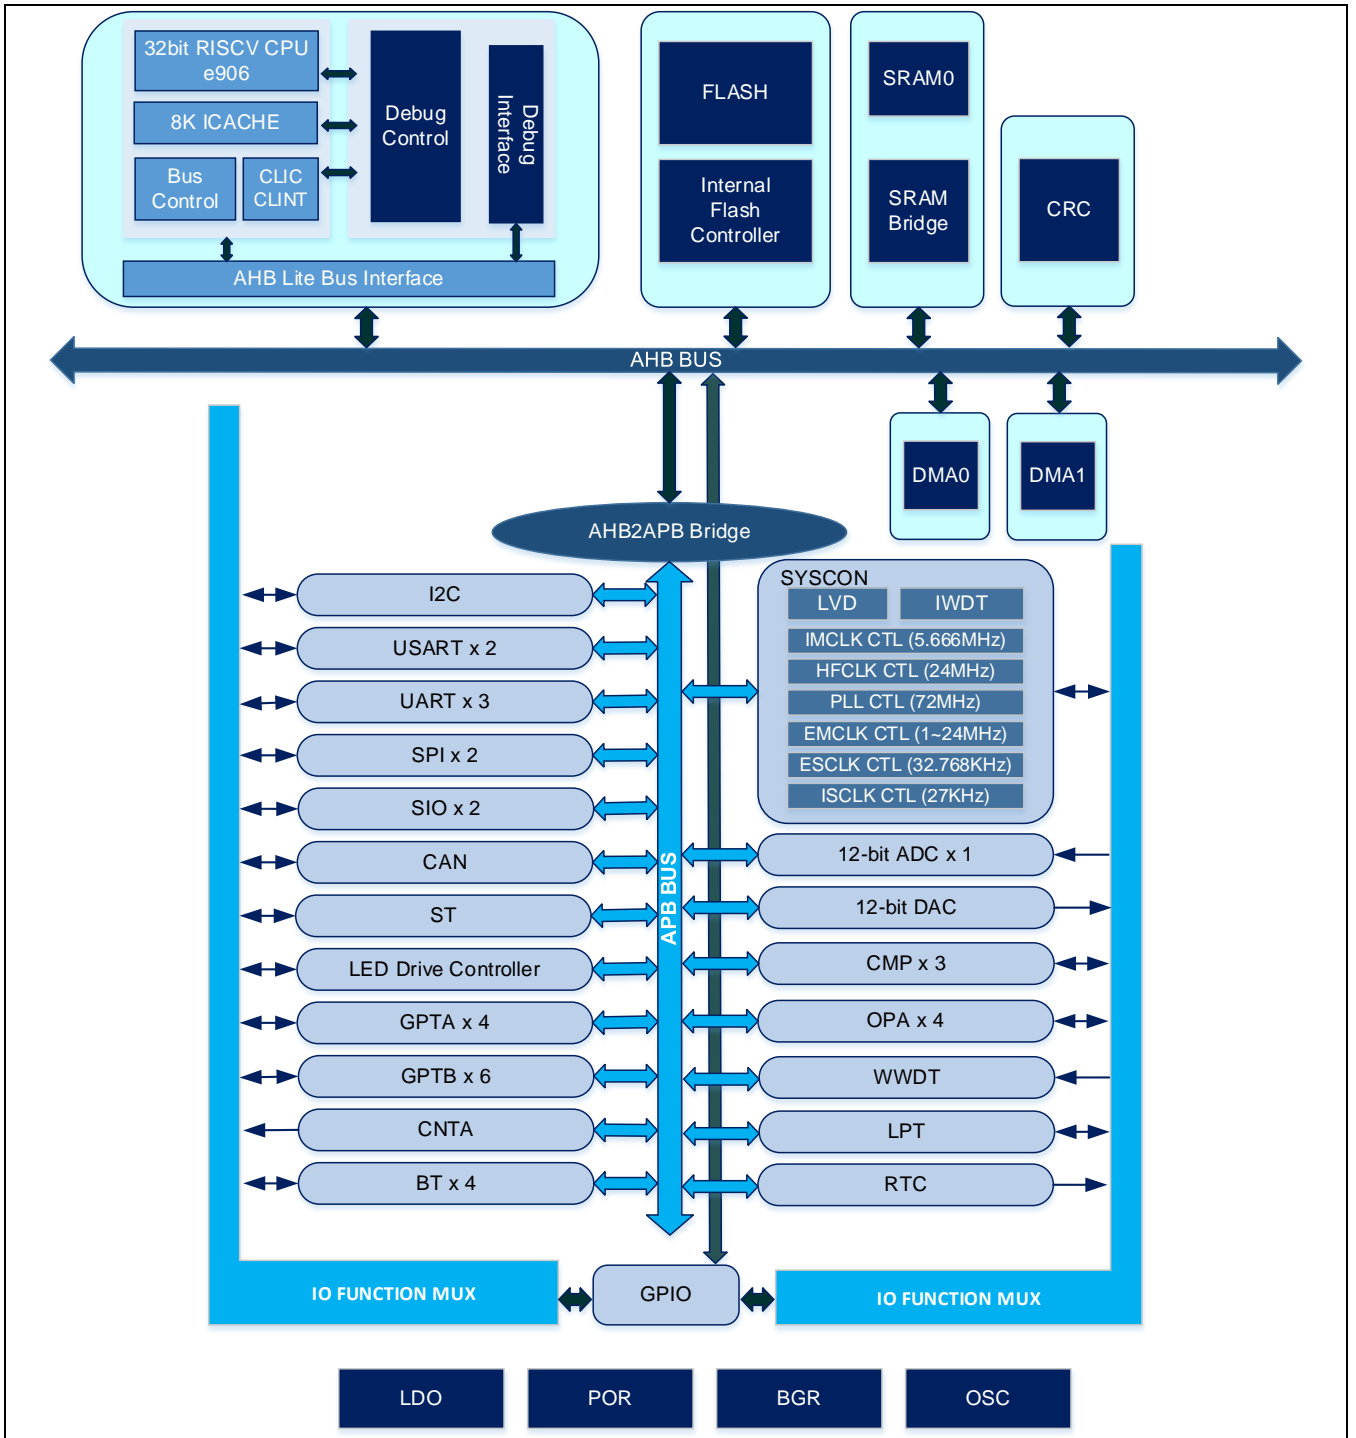 32bit RISCV CPU
e906
8K ICACHE
Bus
Control
CLIC
CLINT
Debug
Control
Debug
Interface
AHB Lite Bus Interface
FLASH
Internal
Flash
Controller
SRAM0
SRAM
Bridge
CRC
AHB BUS
DMA0
DMA1
AHB2APB Bridge
I2C
USART x 2
UART x 3
SPI x 2
SIO x 2
CAN
ST
LED Drive Controller
GPTA x 4
GPTB x 6
CNTA
BT x 4
APB BUS
SYSCON
LVD
IWDT
IMCLK CTL (5.666MHz)
HFCLK CTL (24MHz)
PLL CTL (72MHz)
EMCLK CTL (1~24MHz)
ESCLK CTL (32.768KHz)
ISCLK CTL (27KHz)
12-bit ADC x 1
12-bit DAC
CMP x 3
OPA x 4
WWDT
LPT
RTC
IO FUNCTION MUX
GPIO
IO FUNCTION MUX
LDO
POR
BGR
OSC